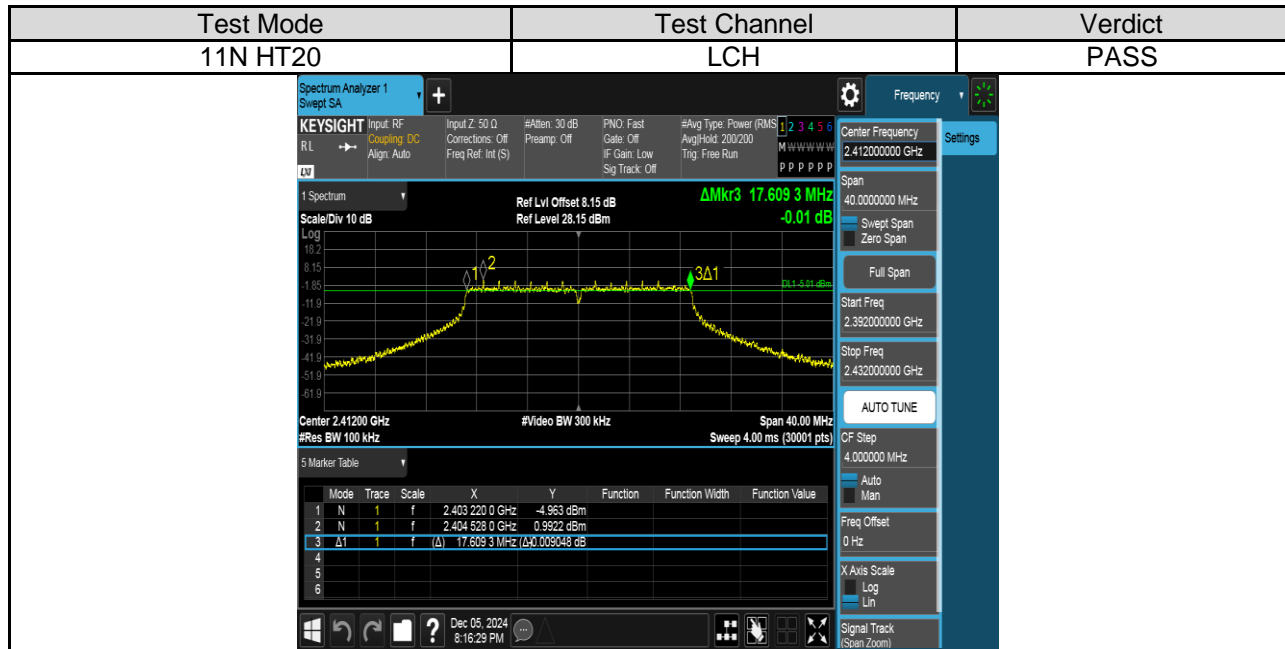 Test Mode Test Channel Verdict
11N HT20 LCH PASS
Spectrum Analyzer 1
Swept SA
+
Frequency
KEYSIGHT
RL
LXI
Input: RF
Coupling: DC
Align: Auto
Input Z: 50 Ω
Corrections: Off
Freq Ref: Int (S)
#Atten: 30 dB
Preamp: Off
PNO: Fast
Gate: Off
IF Gain: Low
Sig Track: Off
#Avg Type: Power (RMS
Avg|Hold: 200/200
Trig: Free Run
1 2 3 4 5 6
M W W W W W
P P P P P P
1 Spectrum
Scale/Div 10 dB
Ref Lvl Offset 8.15 dB
Ref Level 28.15 dBm
ΔMkr3 17.609 3 MHz
-0.01 dB
Log
18.2
8.15
-1.85
-11.9
-21.9
-31.9
-41.9
-51.9
-61.9
1
2
3Δ1
DL1 -5.01 dBm
Center 2.41200 GHz #Video BW 300 kHz Span 40.00 MHz
#Res BW 100 kHz Sweep 4.00 ms (30001 pts)
5 Marker Table
Mode Trace Scale X Y Function Function Width Function Value
1 N 1 f 2.403 220 0 GHz -4.963 dBm
2 N 1 f 2.404 528 0 GHz 0.9922 dBm
3 Δ1 1 f (Δ) 17.609 3 MHz (Δ)-0.009048 dB
4
5
6
?
Dec 05, 2024
8:16:29 PM
Settings
Center Frequency
2.412000000 GHz
Span
40.0000000 MHz
Swept Span
Zero Span
Full Span
Start Freq
2.392000000 GHz
Stop Freq
2.432000000 GHz
AUTO TUNE
CF Step
4.000000 MHz
Auto
Man
Freq Offset
0 Hz
X Axis Scale
Log
Lin
Signal Track
(Span Zoom)